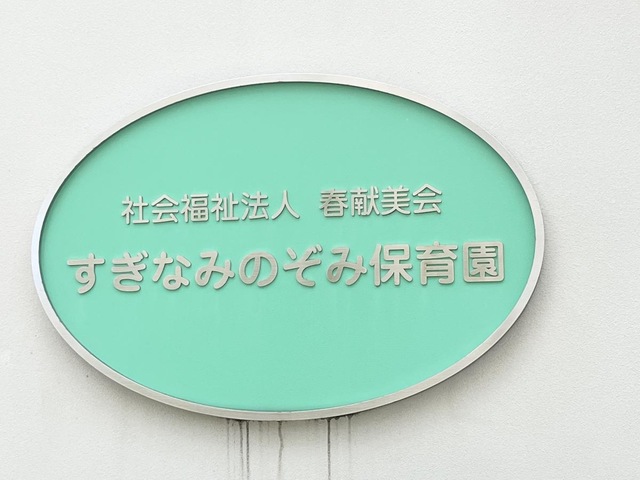 社会福祉法人 春献美会
すぎなみのぞみ保育園